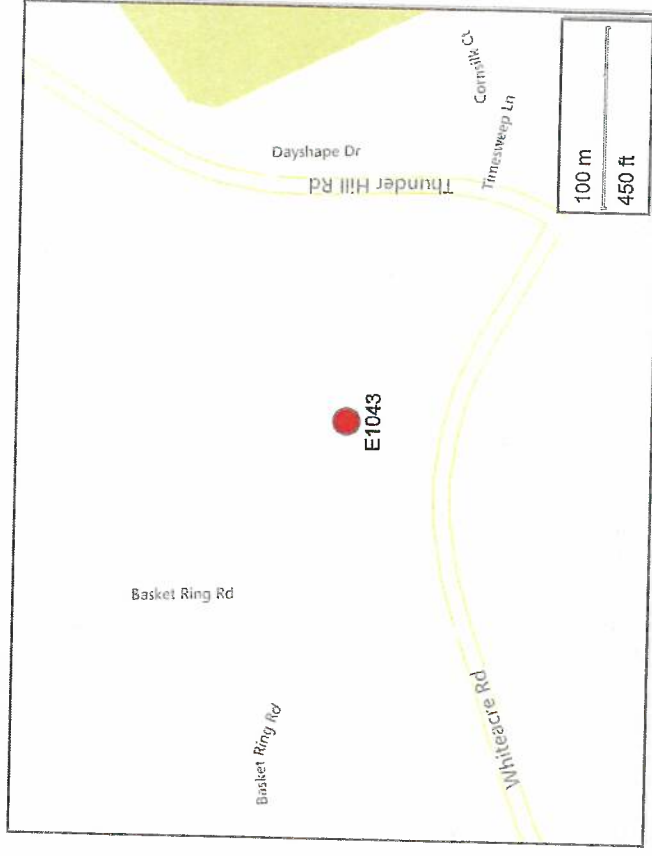 Cornsilk Ct
Timesweep Ln
Dayshape Dr
Thunder Hill Rd
E1043
Basket Ring Rd
Basket Ring Rd
Whiteacre Rd
100 m
450 ft